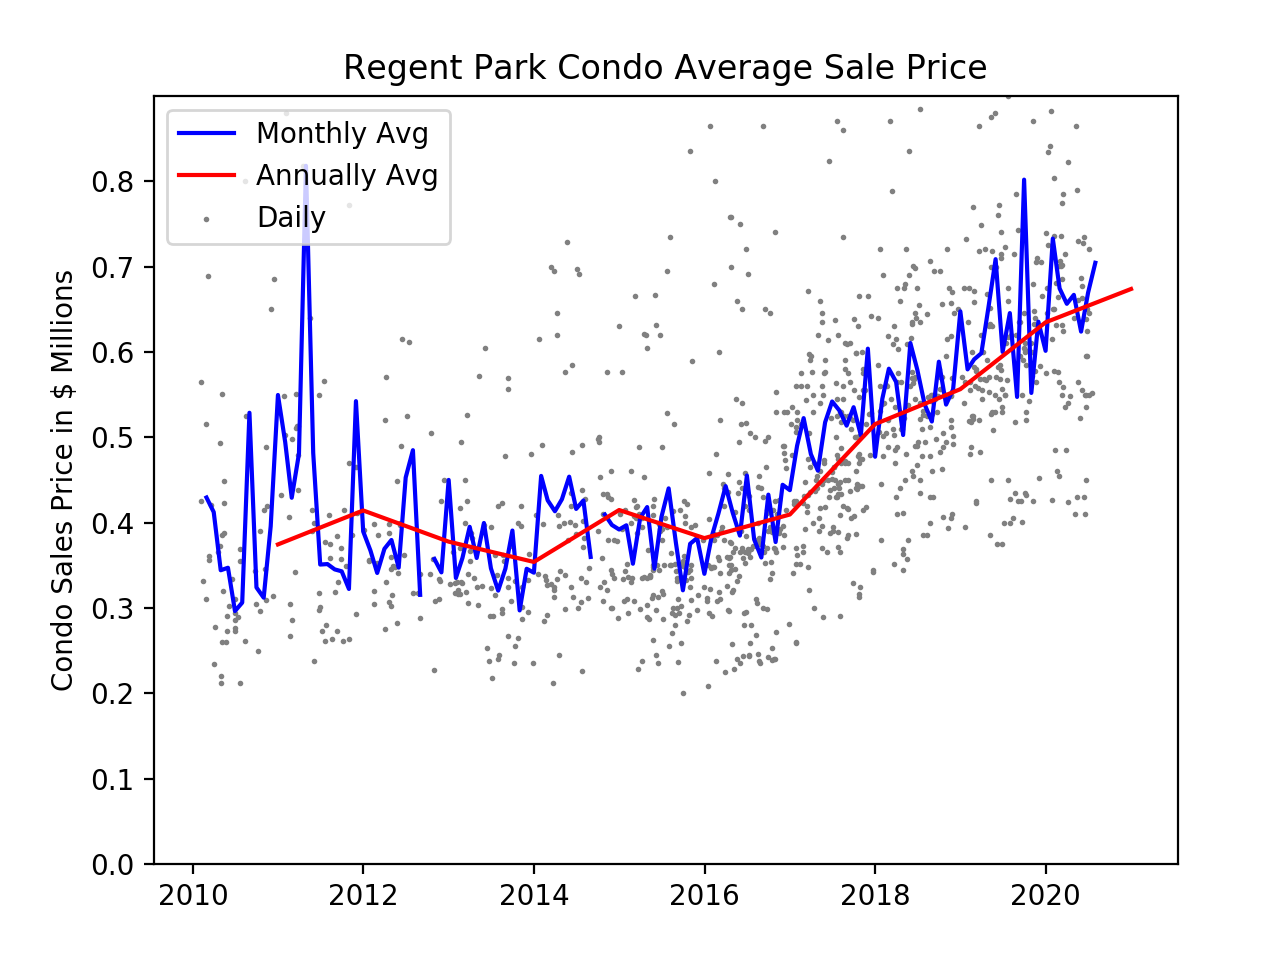 Regent Park Condo Average Sale Price
Monthly Avg
Annually Avg
Daily
Condo Sales Price in $ Millions
0.8
0.7
0.6
0.5
0.4
0.3
0.2
0.1
0.0
2010 2012 2014 2016 2018 2020